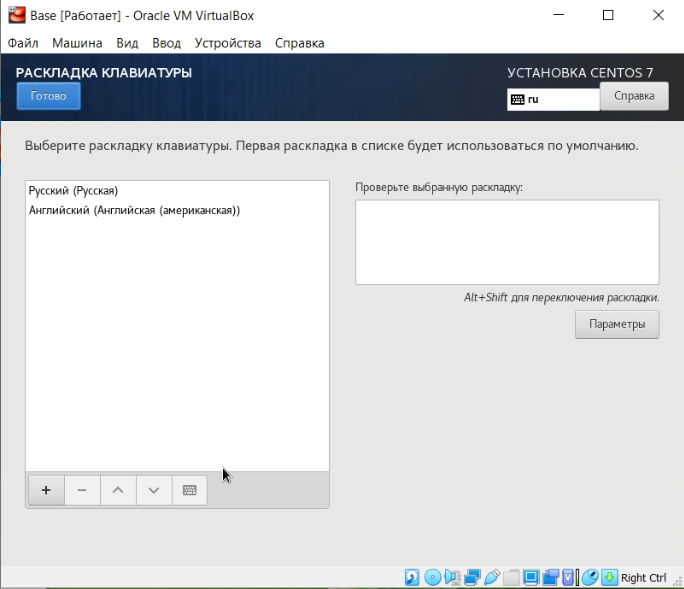 Base [Работает] - Oracle VM VirtualBox
Файл Машина Вид Ввод Устройства Справка
РАСКЛАДКА КЛАВИАТУРЫ
УСТАНОВКА CENTOS 7
Готово
ru
Справка
Выберите раскладку клавиатуры. Первая раскладка в списке будет использоваться по умолчанию.
Русский (Русская)
Английский (Английская (американская))
Проверьте выбранную раскладку:
Alt+Shift для переключения раскладки.
Параметры
Right Ctrl